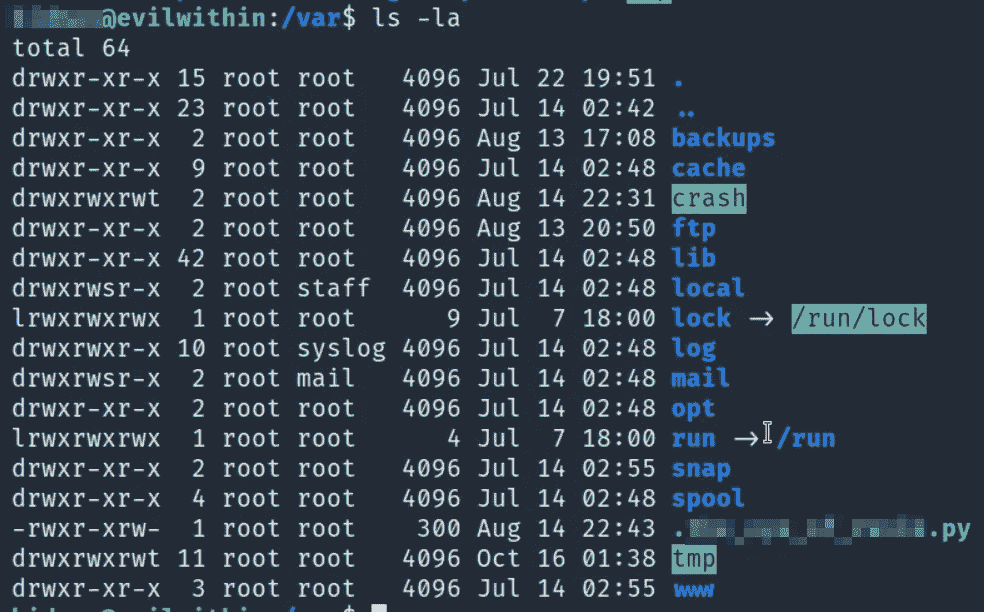 @evilwithin:/var$ ls -la
total 64
drwxr-xr-x 15 root root 4096 Jul 22 19:51 .
drwxr-xr-x 23 root root 4096 Jul 14 02:42 ..
drwxr-xr-x 2 root root 4096 Aug 13 17:08 backups
drwxr-xr-x 9 root root 4096 Jul 14 02:48 cache
drwxrwxrwt 2 root root 4096 Aug 14 22:31 crash
drwxr-xr-x 2 root root 4096 Aug 13 20:50 ftp
drwxr-xr-x 42 root root 4096 Jul 14 02:48 lib
drwxrwsr-x 2 root staff 4096 Jul 14 02:48 local
lrwxrwxrwx 1 root root 9 Jul 7 18:00 lock -> /run/lock
drwxrwxr-x 10 root syslog 4096 Jul 14 02:48 log
drwxrwsr-x 2 root mail 4096 Jul 14 02:48 mail
drwxr-xr-x 2 root root 4096 Jul 14 02:48 opt
lrwxrwxrwx 1 root root 4 Jul 7 18:00 run -> /run
drwxr-xr-x 2 root root 4096 Jul 14 02:55 snap
drwxr-xr-x 4 root root 4096 Jul 14 02:48 spool
-rwxr-xrw- 1 root root 300 Aug 14 22:43 . .py
drwxrwxrwt 11 root root 4096 Oct 16 01:38 tmp
drwxr-xr-x 3 root root 4096 Jul 14 02:55 www
@evilwithin:/var$